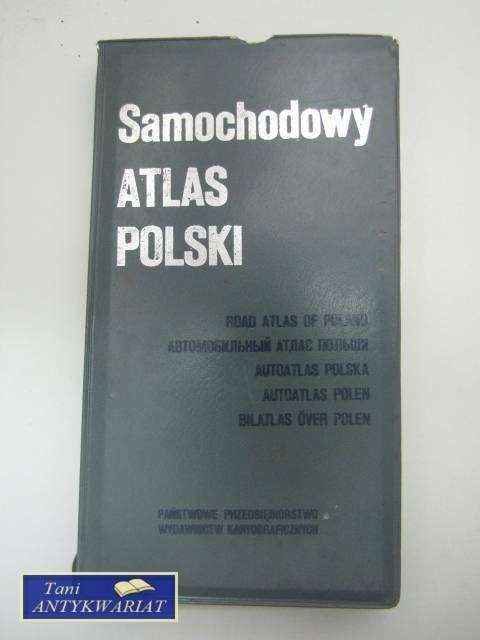 Samochodowy
ATLAS
POLSKI
ROAD ATLAS OF POLAND
АВТОМОБИЛЬНЫЙ АТЛАС ПОЛЬШИ
AUTOATLAS POLSKA
AUTOATLAS POLEN
BILATLAS ÖVER POLEN
PAŃSTWOWE PRZEDSIĘBIORSTWO
WYDAWNICTW KARTOGRAFICZNYCH
Tani
ANTYKWARIAT